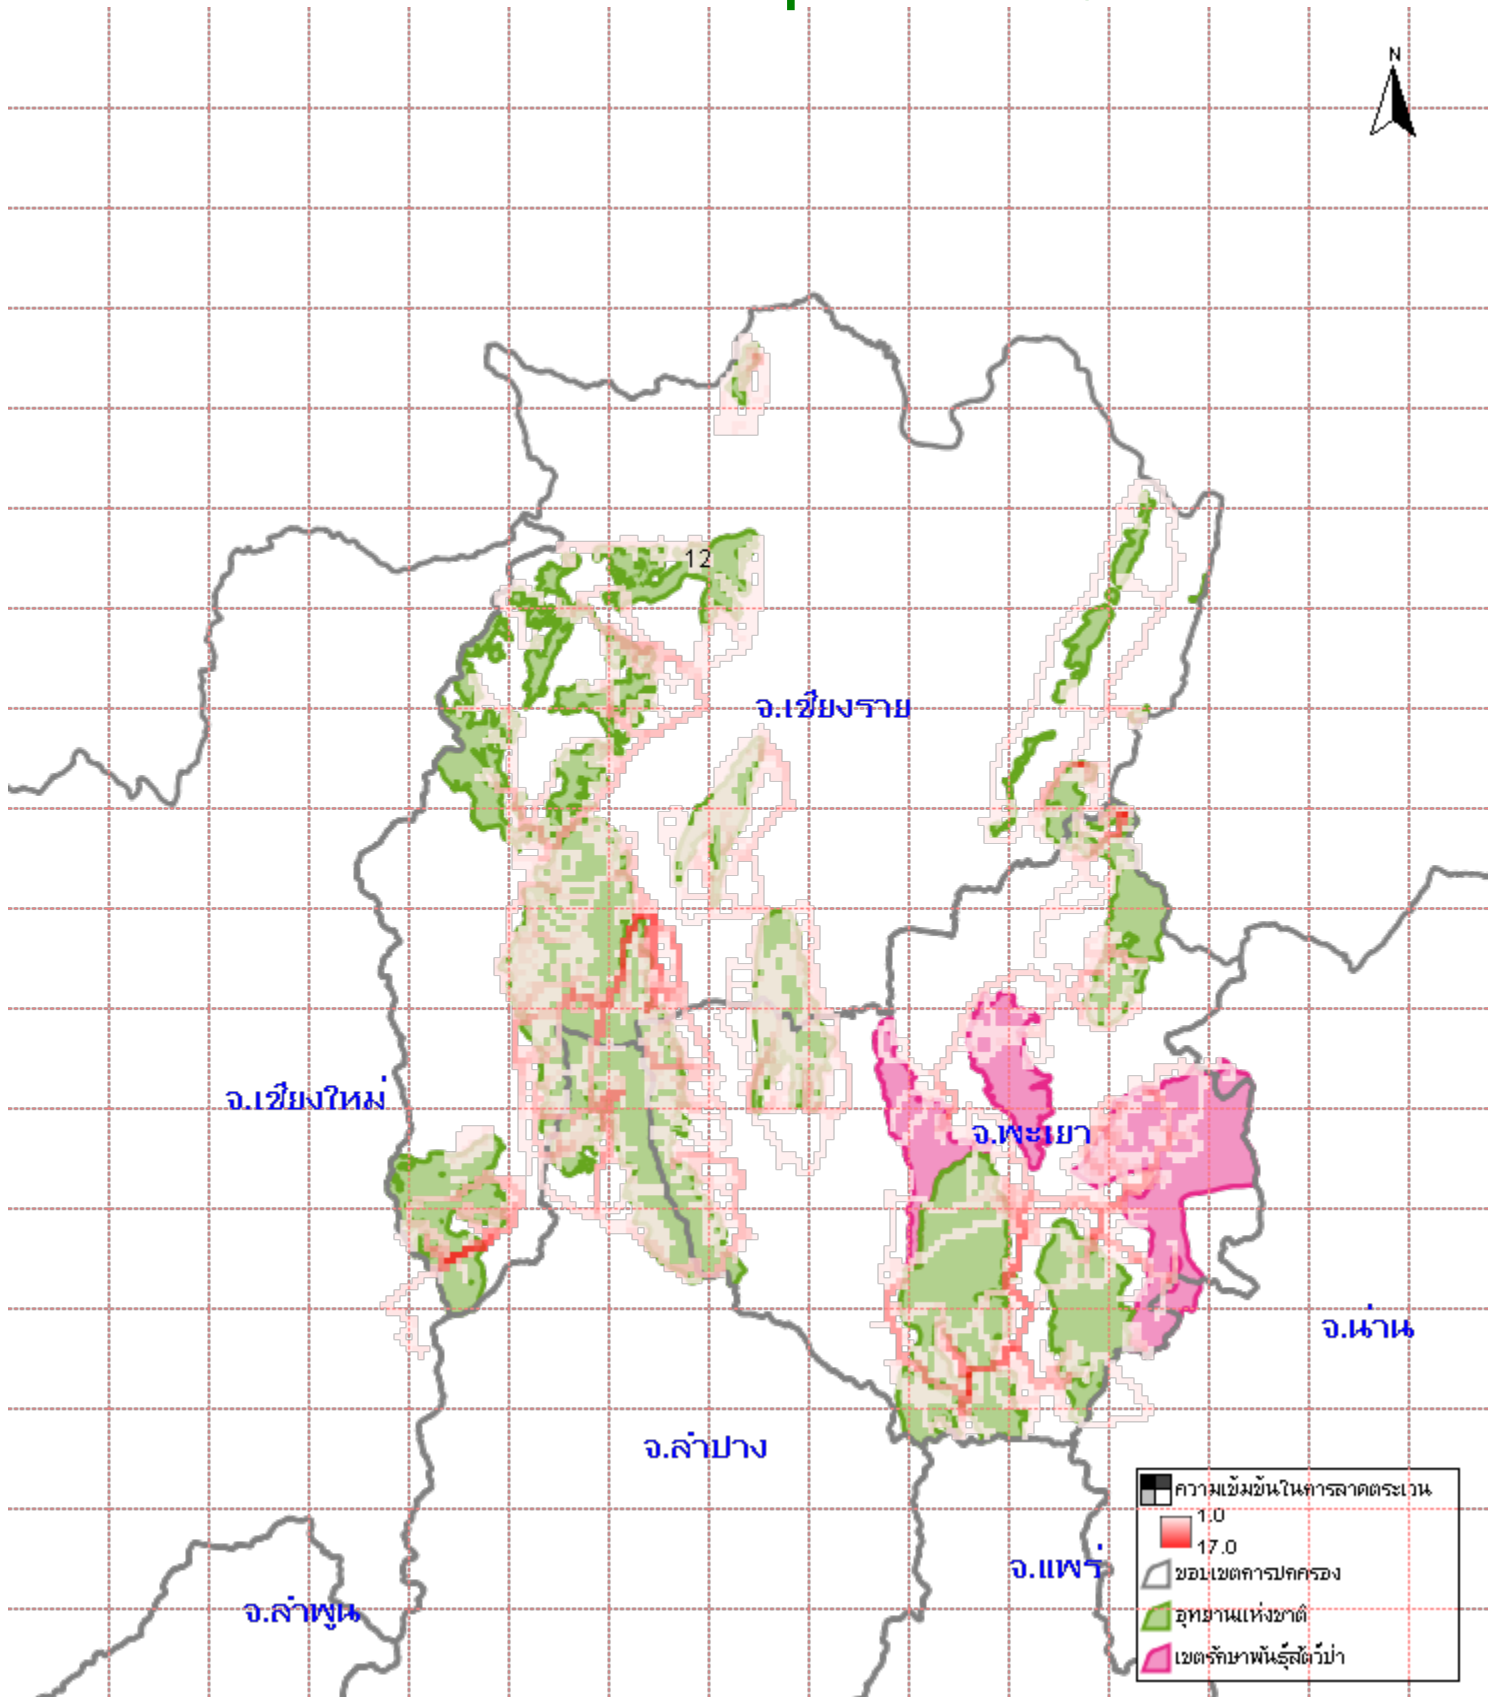 N
12
จ.เชียงราย
จ.เชียงใหม่
จ.พะเยา
จ.น่าน
จ.ลำปาง
จ.แพร่
จ.ลำพูน
ความเข้มข้นในการลาดตระเวน
1.0
17.0
ขอบเขตการปกครอง
อุทยานแห่งชาติ
เขตรักษาพันธุ์สัตว์ป่า